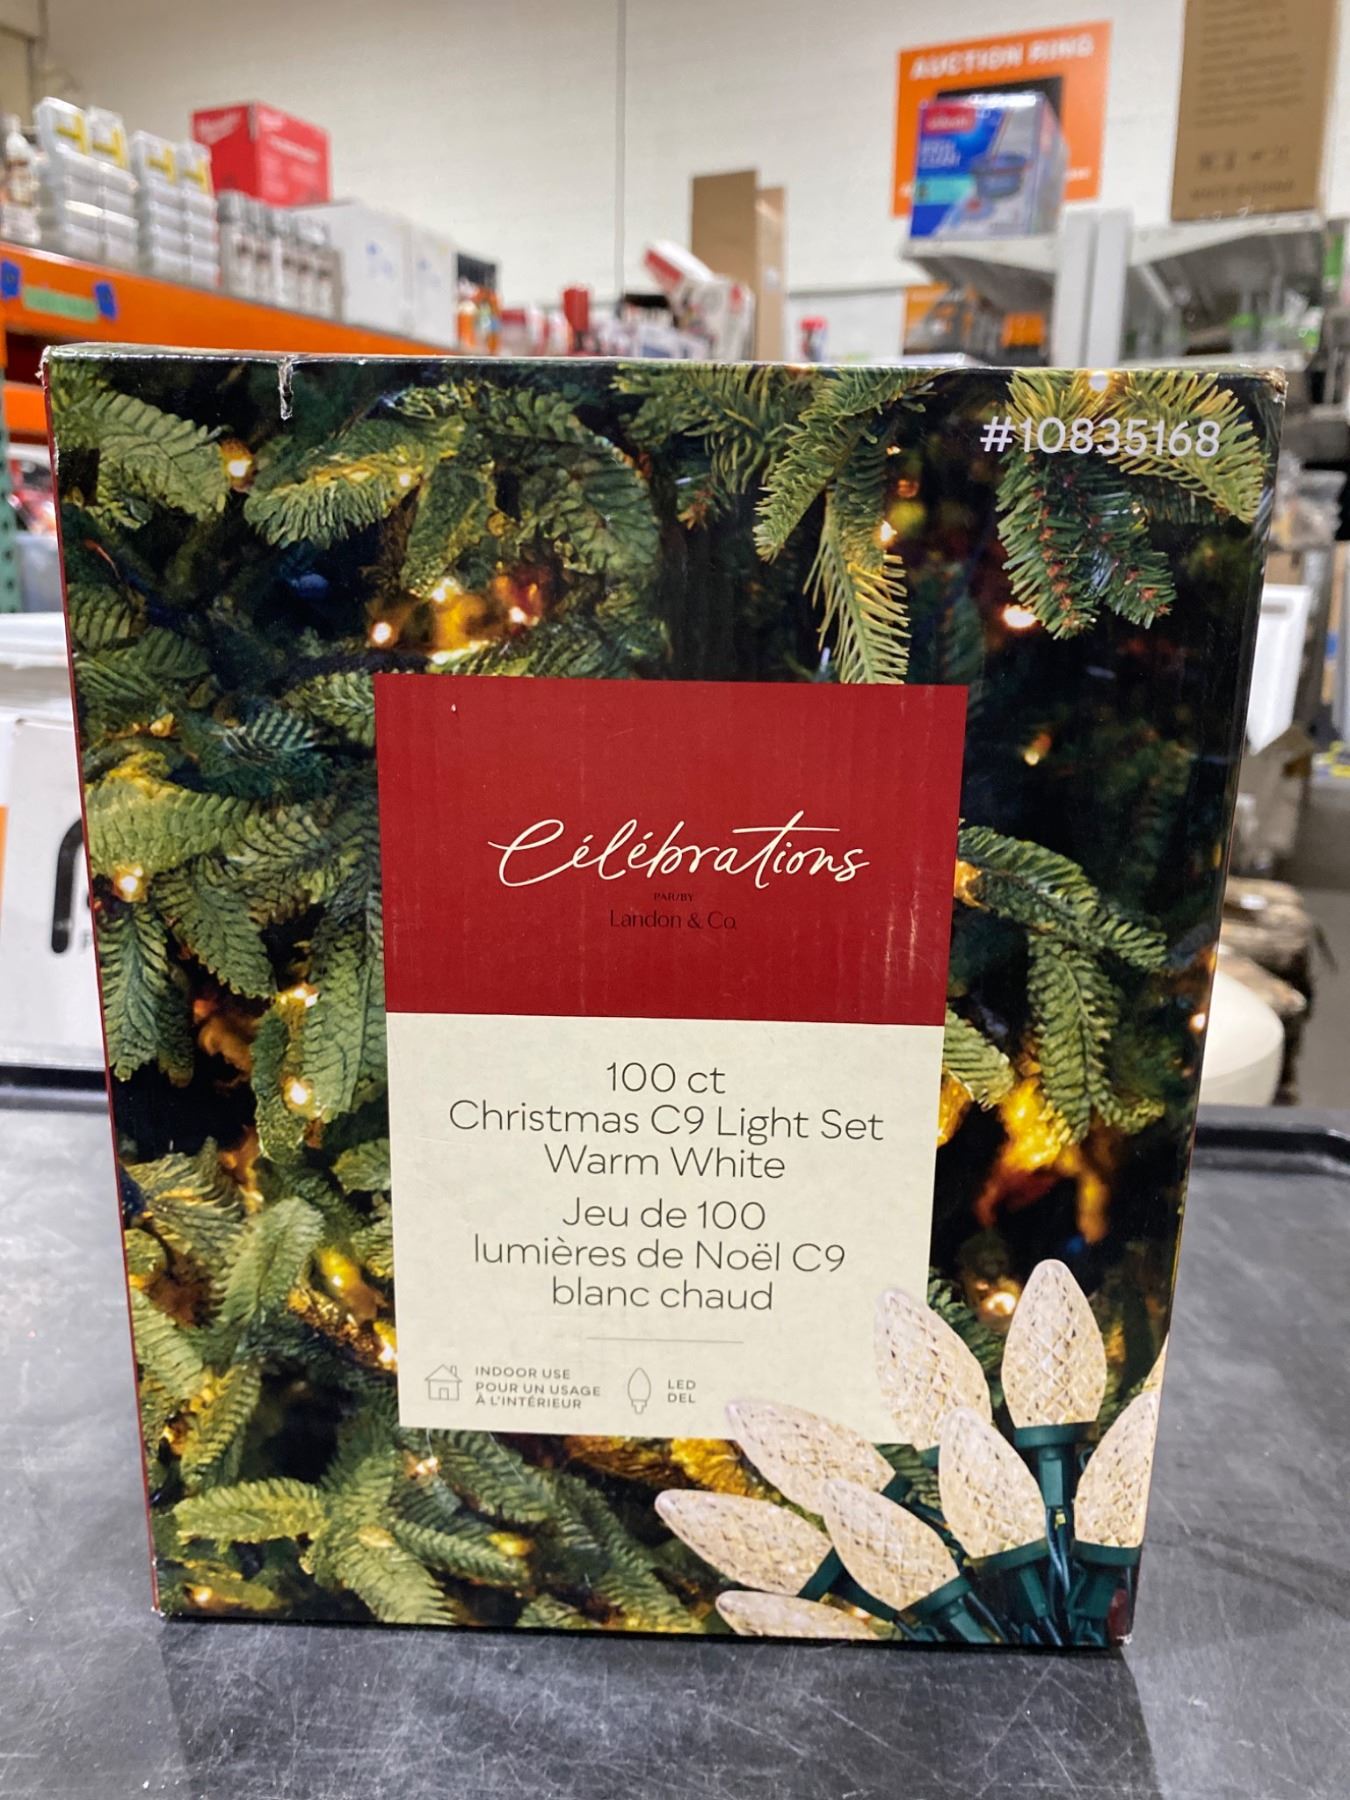 AUCTION RING
#10835168
Célébrations
PAR/BY
Landon & Co.
100 ct
Christmas C9 Light Set
Warm White
Jeu de 100
lumières de Noël C9
blanc chaud
INDOOR USE
POUR UN USAGE
À L'INTÉRIEUR
LED
DEL